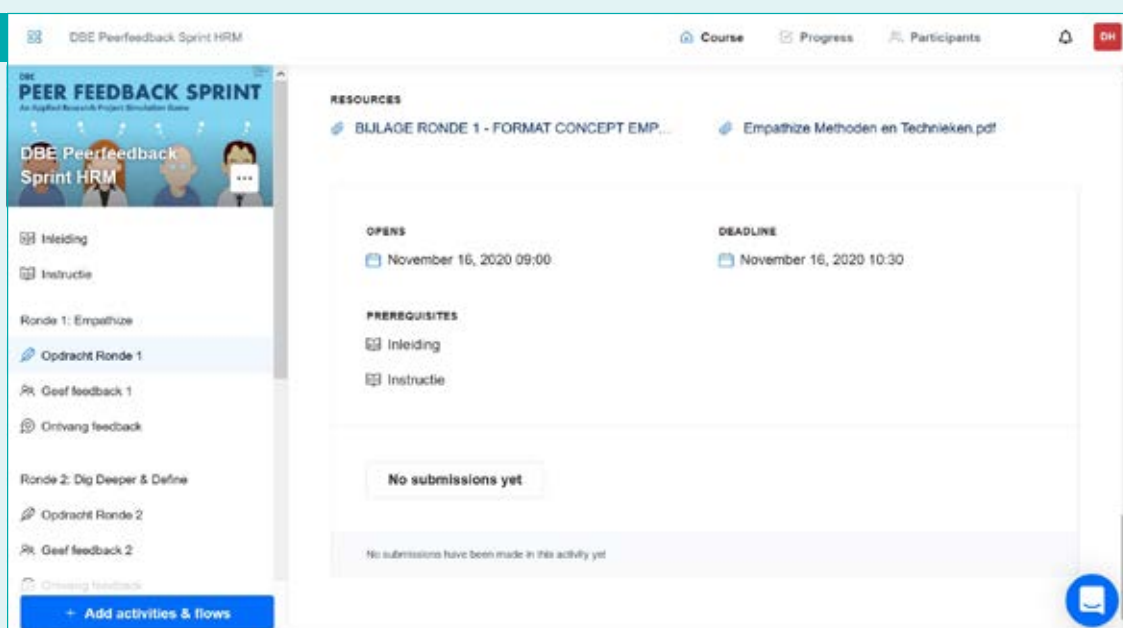 DBE Peerfeedback Sprint HRM
Course
Progress
Participants
DH
DBE
PEER FEEDBACK SPRINT
An Applied Research Project Simulation Game
DBE Peerfeedback
Sprint HRM
...
Inleiding
Instructie
Ronde 1: Empathize
Opdracht Ronde 1
Geef feedback 1
Ontvang feedback
Ronde 2: Dig Deeper & Define
Opdracht Ronde 2
Geef feedback 2
Ontvang feedback
+ Add activities & flows
RESOURCES
BIJLAGE RONDE 1 - FORMAT CONCEPT EMP...
Empathize Methoden en Technieken.pdf
OPENS
November 16, 2020 09:00
DEADLINE
November 16, 2020 10:30
PREREQUISITES
Inleiding
Instructie
No submissions yet
No submissions have been made in this activity yet